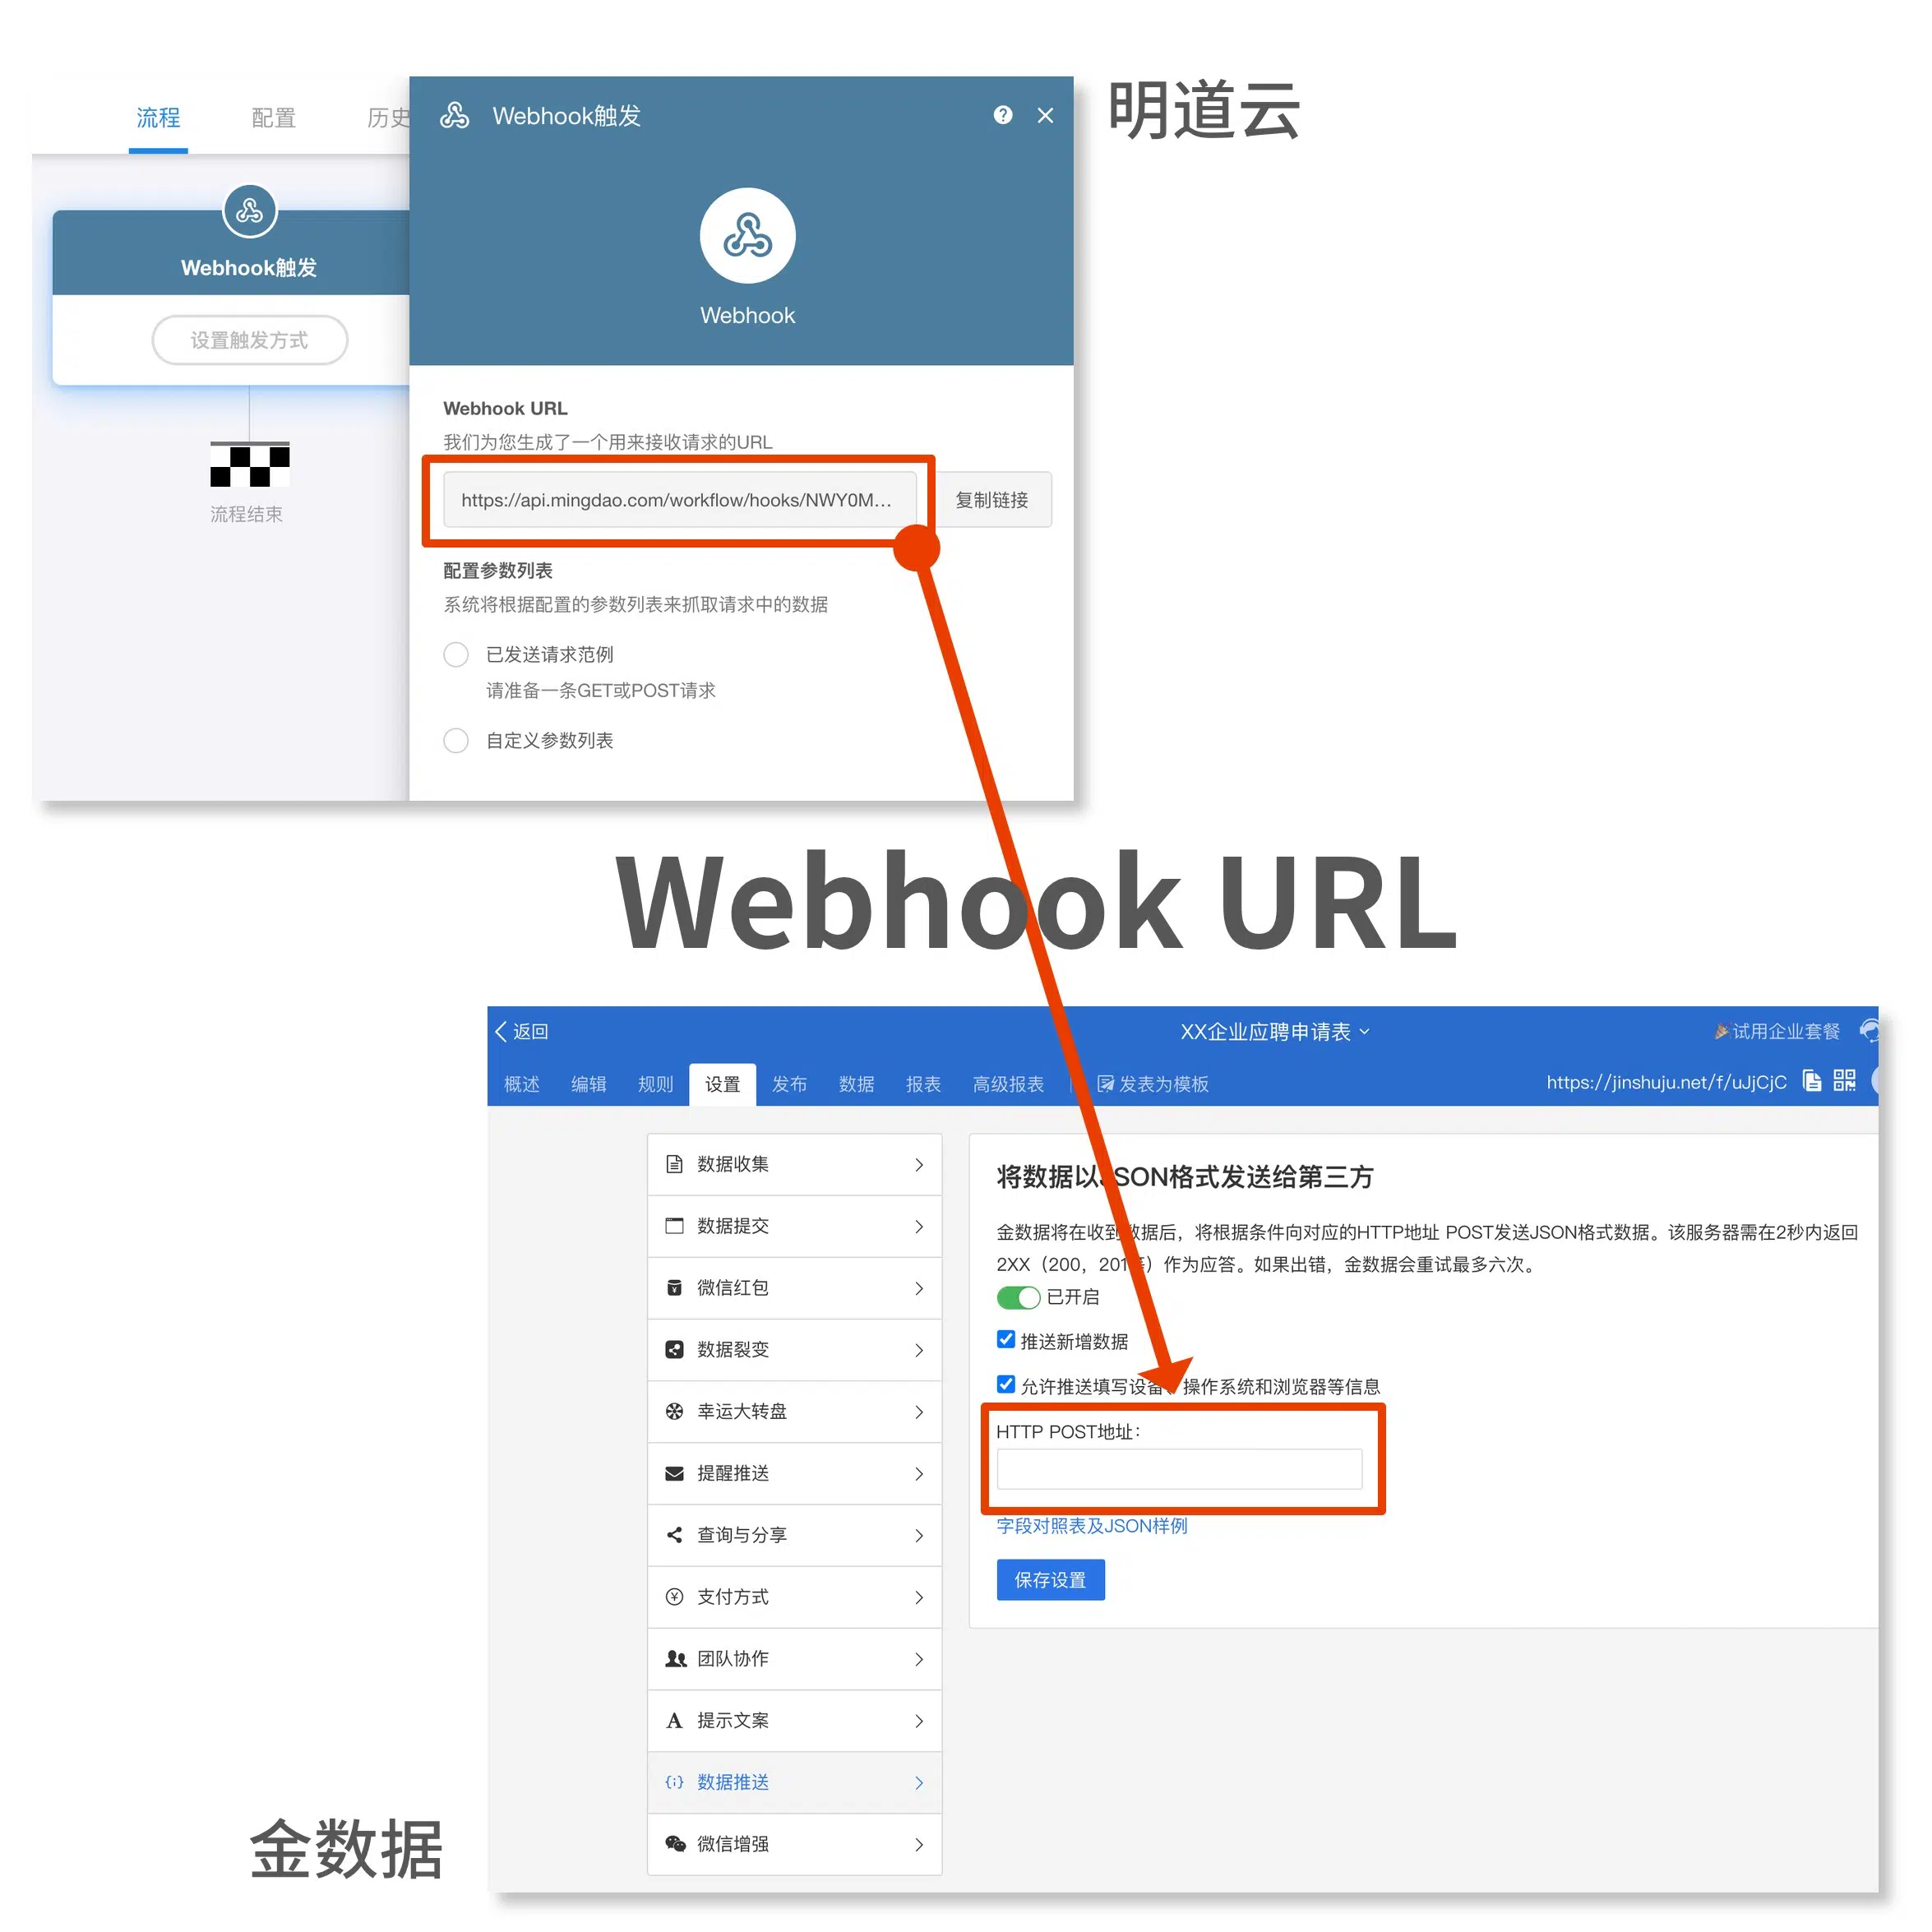 明道云
流程
配置
历史
Webhook触发
Webhook触发
设置触发方式
流程结束
Webhook
Webhook URL
我们为您生成了一个用来接收请求的URL
https://api.mingdao.com/workflow/hooks/NWY0M...
复制链接
配置参数列表
系统将根据配置的参数列表来抓取请求中的数据
已发送请求范例
请准备一条GET或POST请求
自定义参数列表
Webhook URL
返回
XX企业应聘申请表
试用企业套餐
概述
编辑
规则
设置
发布
数据
报表
高级报表
发表为模板
https://jinshuju.net/f/uJjCjC
数据收集
数据提交
微信红包
数据裂变
幸运大转盘
提醒推送
查询与分享
支付方式
团队协作
提示文案
数据推送
微信增强
将数据以JSON格式发送给第三方
金数据将在收到数据后，将根据条件向对应的HTTP地址 POST发送JSON格式数据。该服务器需在2秒内返回
2XX（200，201等）作为应答。如果出错，金数据会重试最多六次。
已开启
推送新增数据
允许推送填写设备、操作系统和浏览器等信息
HTTP POST地址：
字段对照表及JSON样例
保存设置
金数据